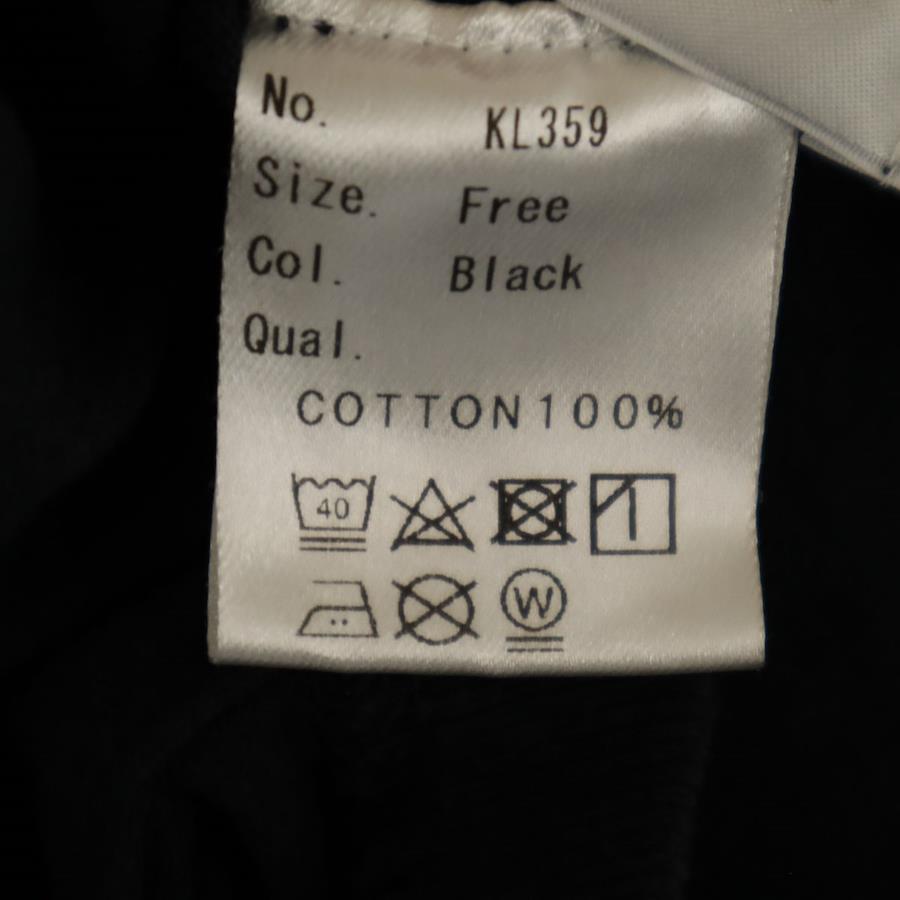 No. KL359
Size. Free
Col. Black
Qual.
COTTON100%
40
W